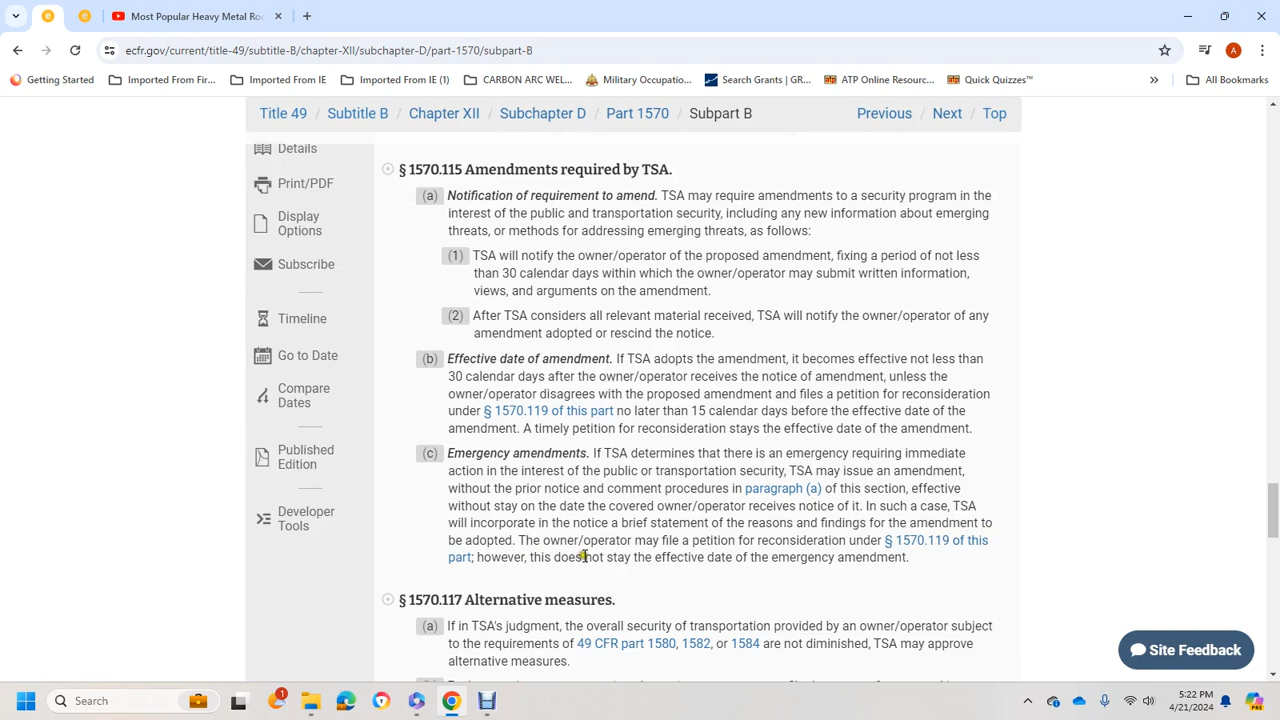 Most Popular Heavy Metal Ro
ecfr.gov/current/title-49/subtitle-B/chapter-XII/subchapter-D/part-1570/subpart-B
A
Getting Started
Imported From Fir...
Imported From IE
Imported From IE (1)
CARBON ARC WEL...
Military Occupatio...
Search Grants | GR...
ATP Online Resourc...
Quick Quizzes™
All Bookmarks
Title 49 / Subtitle B / Chapter XII / Subchapter D / Part 1570 / Subpart B
Previous / Next / Top
Details
Print/PDF
Display
Options
Subscribe
Timeline
Go to Date
Compare
Dates
Published
Edition
Developer
Tools
§ 1570.115 Amendments required by TSA.
(a) Notification of requirement to amend. TSA may require amendments to a security program in the
interest of the public and transportation security, including any new information about emerging
threats, or methods for addressing emerging threats, as follows:
(1) TSA will notify the owner/operator of the proposed amendment, fixing a period of not less
than 30 calendar days within which the owner/operator may submit written information,
views, and arguments on the amendment.
(2) After TSA considers all relevant material received, TSA will notify the owner/operator of any
amendment adopted or rescind the notice.
(b) Effective date of amendment. If TSA adopts the amendment, it becomes effective not less than
30 calendar days after the owner/operator receives the notice of amendment, unless the
owner/operator disagrees with the proposed amendment and files a petition for reconsideration
under § 1570.119 of this part no later than 15 calendar days before the effective date of the
amendment. A timely petition for reconsideration stays the effective date of the amendment.
(c) Emergency amendments. If TSA determines that there is an emergency requiring immediate
action in the interest of the public or transportation security, TSA may issue an amendment,
without the prior notice and comment procedures in paragraph (a) of this section, effective
without stay on the date the covered owner/operator receives notice of it. In such a case, TSA
will incorporate in the notice a brief statement of the reasons and findings for the amendment to
be adopted. The owner/operator may file a petition for reconsideration under § 1570.119 of this
part; however, this does not stay the effective date of the emergency amendment.
§ 1570.117 Alternative measures.
(a) If in TSA's judgment, the overall security of transportation provided by an owner/operator subject
to the requirements of 49 CFR part 1580, 1582, or 1584 are not diminished, TSA may approve
alternative measures.
Site Feedback
Search
1
5:22 PM
4/21/2024